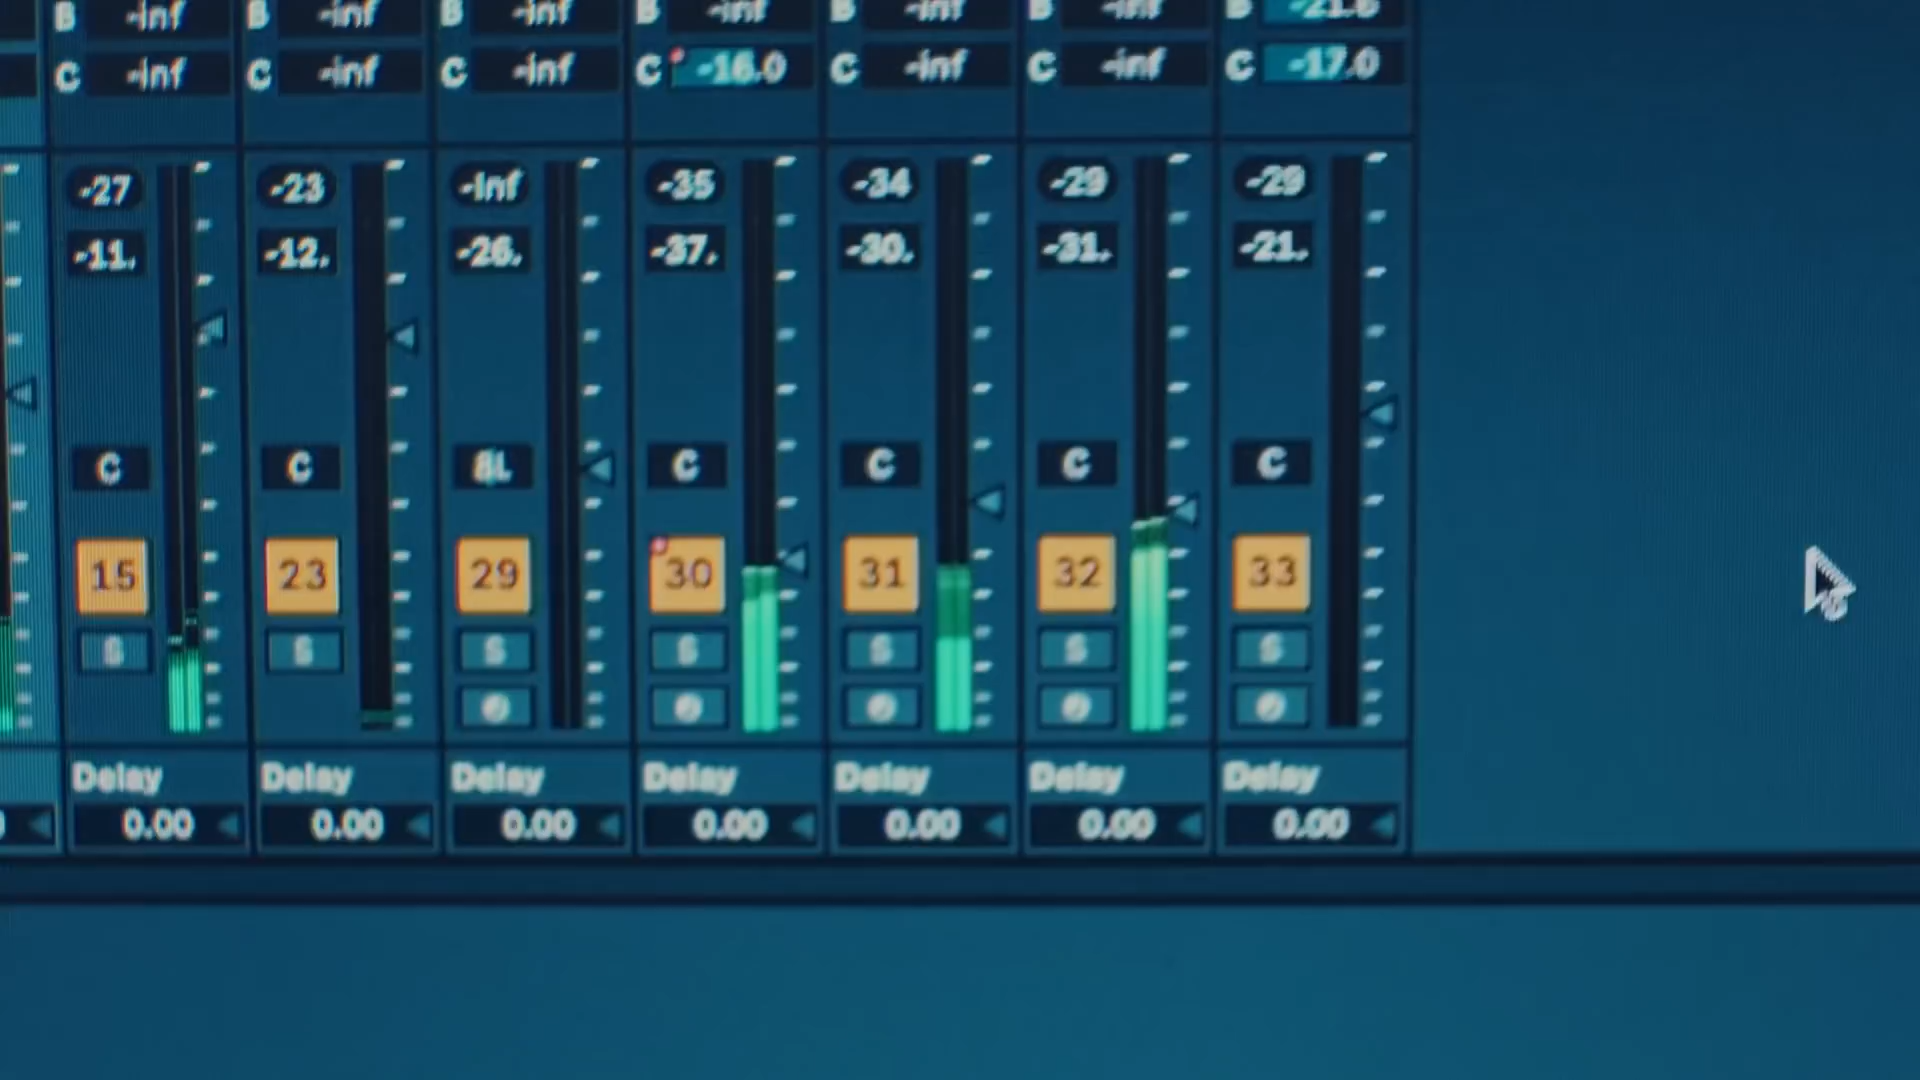 B -inf B -inf B -inf B -inf B -inf B -inf B -21.6
C -inf C -inf C -inf C -16.0 C -inf C -inf C -17.0
-27 -23 -Inf -35 -34 -29 -29
-11. -12. -26. -37. -30. -31. -21.
C C 8L C C C C
15 23 29 30 31 32 33
S S S S S S S
Ø Ø Ø Ø Ø
Delay Delay Delay Delay Delay Delay Delay
0.00 0.00 0.00 0.00 0.00 0.00 0.00